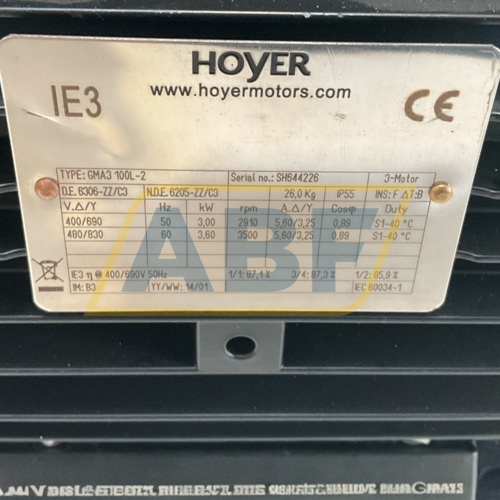 HOYER
IE3
www.hoyermotors.com
CE
TYPE: GMA3 100L-2 Serial no.: SH644226 3~Motor
D.E. 6306-ZZ/C3 N.D.E. 6205-ZZ/C3 26,0 Kg IP55 INS: F ΔT:B
V.Δ/Y Hz kW rpm A.Δ/Y Cosφ Duty
400/690 50 3,00 2910 5,60/3,25 0,89 S1-40 °C
480/830 60 3,60 3500 5,60/3,25 0,89 S1-40 °C
IE3 η @ 400/690V 50Hz 1/1: 87,1 % 3/4: 87,3 % 1/2: 85,9 %
IM: B3 YY/WW: 14/01 IEC 60034-1
ABF